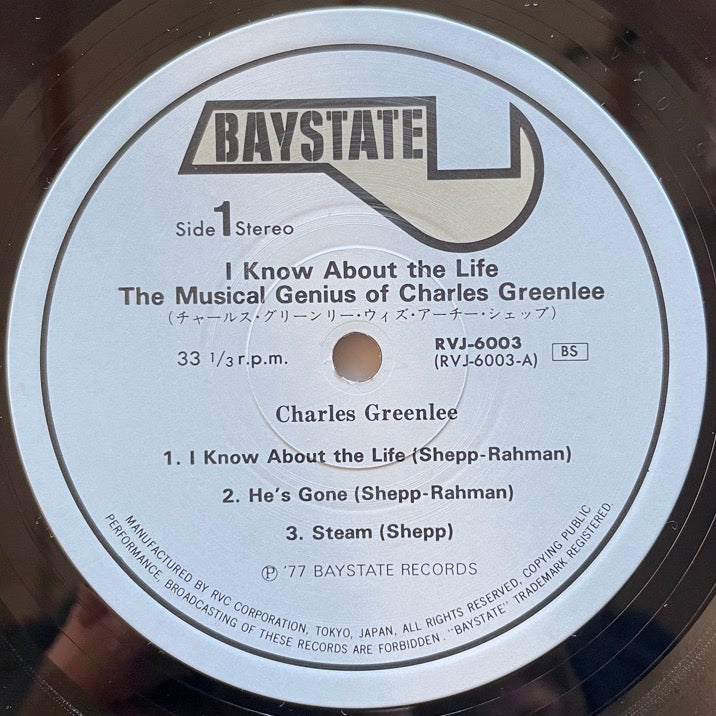 BAYSTATE
Side 1 Stereo
I Know About the Life
The Musical Genius of Charles Greenlee
(チャールス・グリーンリー・ウィズ・アーチー・シェップ)
33 1/3 r.p.m.
RVJ-6003
(RVJ-6003-A)
BS
Charles Greenlee
1. I Know About the Life (Shepp-Rahman)
2. He's Gone (Shepp-Rahman)
3. Steam (Shepp)
Ⓟ '77 BAYSTATE RECORDS
MANUFACTURED BY RVC CORPORATION, TOKYO, JAPAN, ALL RIGHTS RESERVED, COPYING PUBLIC
PERFORMANCE, BROADCASTING OF THESE RECORDS ARE FORBIDDEN. "BAYSTATE" TRADEMARK REGISTERED.